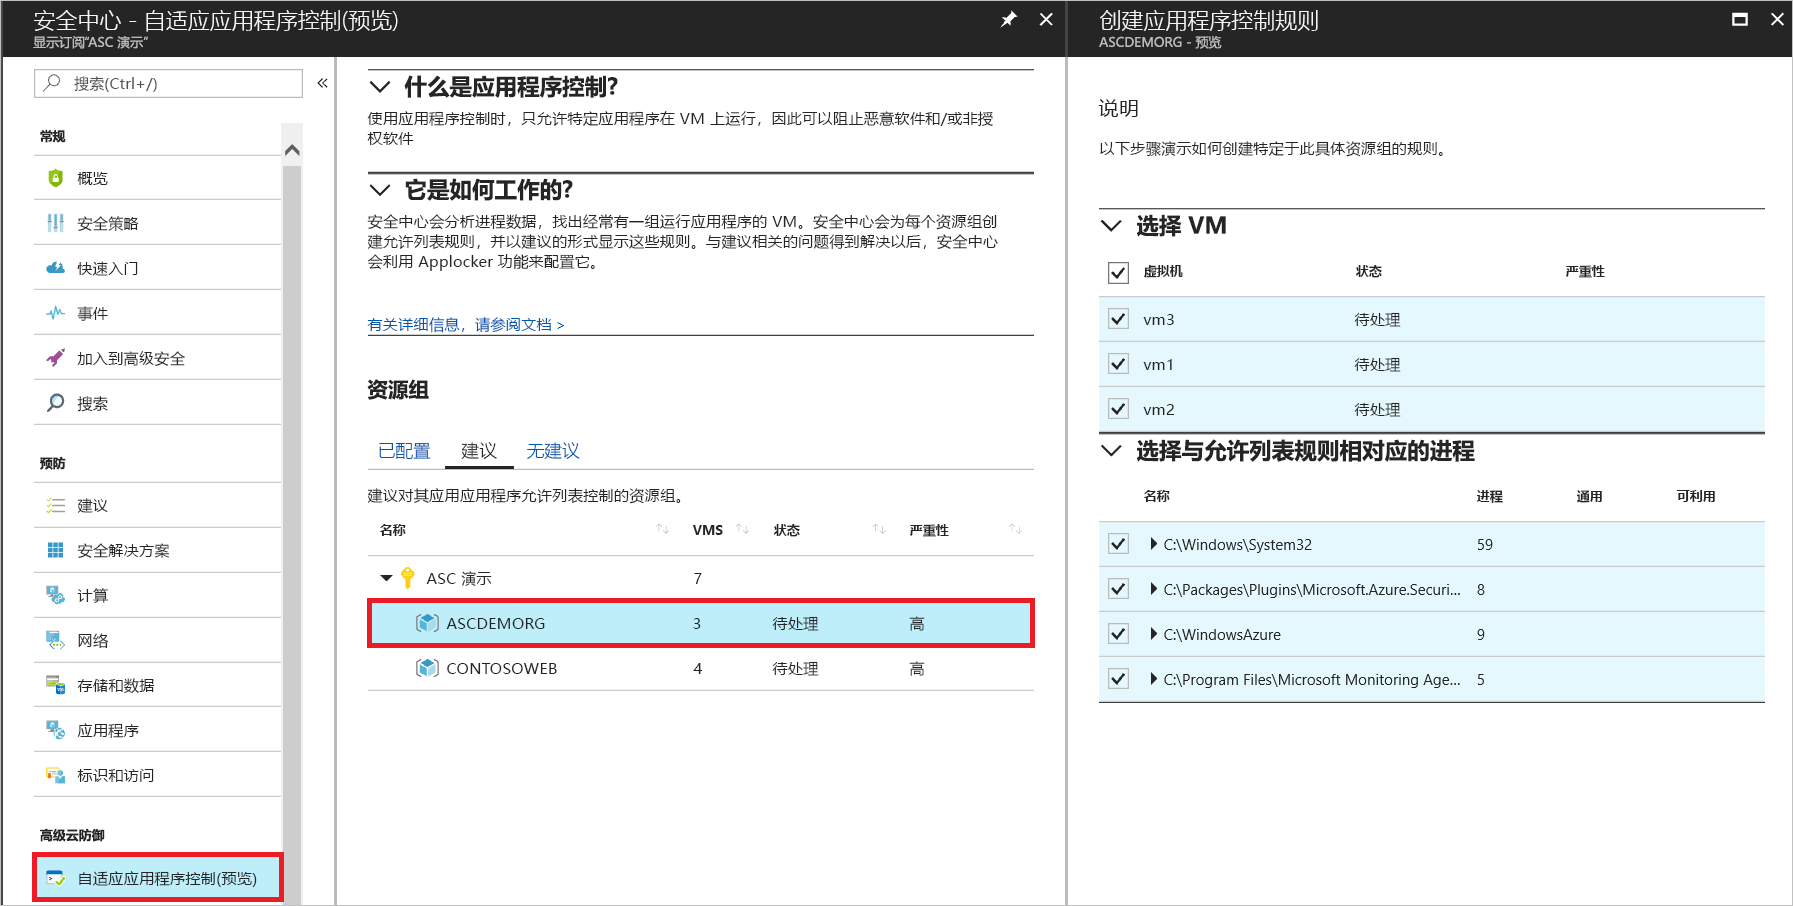 安全中心 - 自适应应用程序控制(预览)
显示订阅“ASC 演示”
搜索(Ctrl+/)
«
常规
概览
安全策略
快速入门
事件
加入到高级安全
搜索
预防
建议
安全解决方案
计算
网络
存储和数据
应用程序
标识和访问
高级云防御
自适应应用程序控制(预览)
什么是应用程序控制?
使用应用程序控制时，只允许特定应用程序在 VM 上运行，因此可以阻止恶意软件和/或非授
权软件
它是如何工作的?
安全中心会分析进程数据，找出经常有一组运行应用程序的 VM。安全中心会为每个资源组创
建允许列表规则，并以建议的形式显示这些规则。与建议相关的问题得到解决以后，安全中心
会利用 Applocker 功能来配置它。
有关详细信息，请参阅文档 >
资源组
已配置 建议 无建议
建议对其应用应用程序允许列表控制的资源组。
名称 VMS 状态 严重性
ASC 演示 7
ASCDEMORG 3 待处理 高
CONTOSOWEB 4 待处理 高
创建应用程序控制规则
ASCDEMORG - 预览
说明
以下步骤演示如何创建特定于此具体资源组的规则。
选择 VM
虚拟机 状态 严重性
vm3 待处理
vm1 待处理
vm2 待处理
选择与允许列表规则相对应的进程
名称 进程 通用 可利用
C:\Windows\System32 59
C:\Packages\Plugins\Microsoft.Azure.Securi... 8
C:\WindowsAzure 9
C:\Program Files\Microsoft Monitoring Age... 5